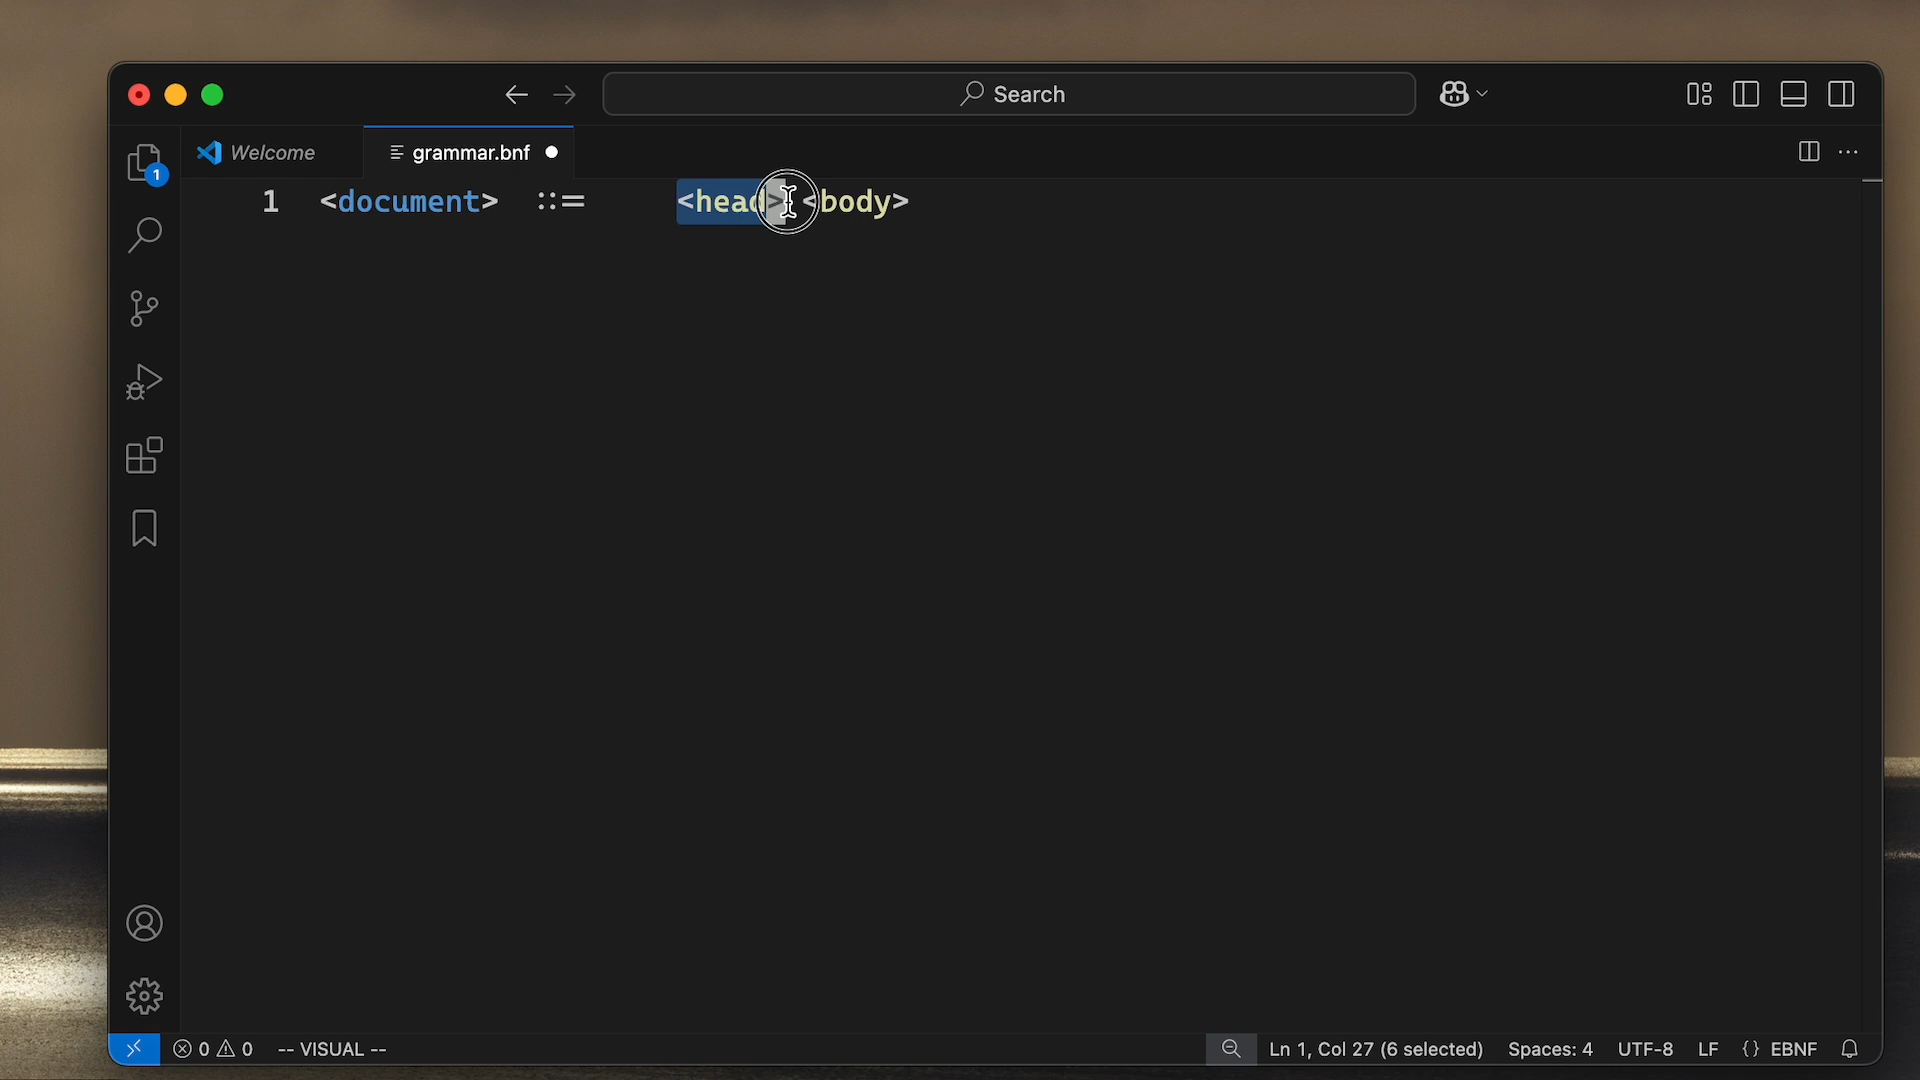 Search
Welcome
grammar.bnf
1
1 <document> ::= <head> <body>
0 0 -- VISUAL --
Ln 1, Col 27 (6 selected) Spaces: 4 UTF-8 LF {} EBNF